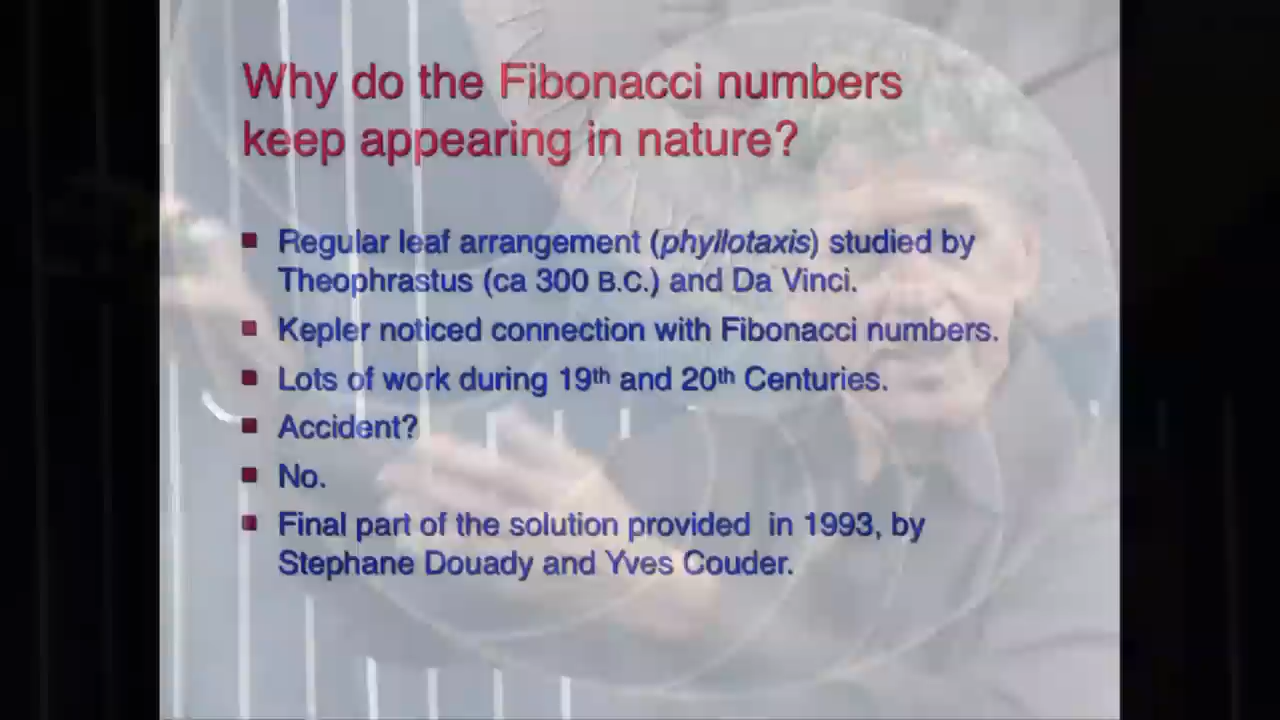 Why do the Fibonacci numbers
keep appearing in nature?
Regular leaf arrangement (phyllotaxis) studied by
Theophrastus (ca 300 B.C.) and Da Vinci.
Kepler noticed connection with Fibonacci numbers.
Lots of work during 19th and 20th Centuries.
Accident?
No.
Final part of the solution provided in 1993, by
Stephane Douady and Yves Couder.